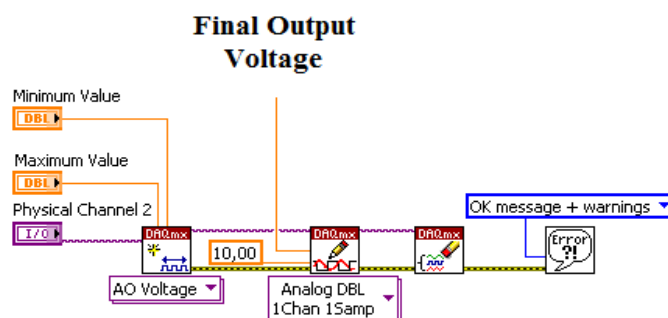 Final Output
Voltage
Minimum Value
DBL
Maximum Value
DBL
Physical Channel 2
I/O
DAQmx
AO Voltage
10,00
DAQmx
Analog DBL
1Chan 1Samp
DAQmx
OK message + warnings
Error
?!